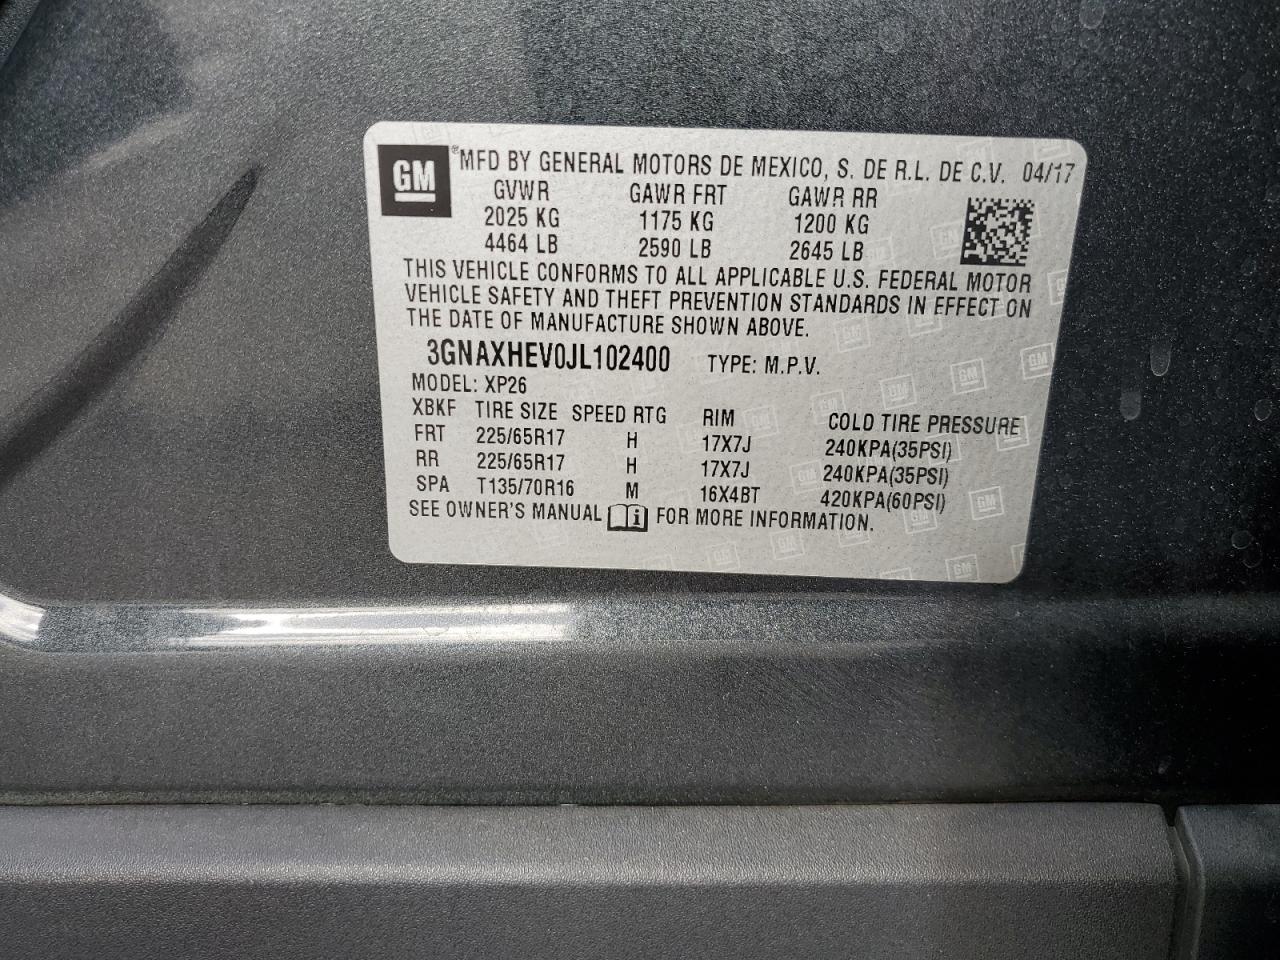 GM ® MFD BY GENERAL MOTORS DE MEXICO, S. DE R.L. DE C.V. 04/17
GVWR GAWR FRT GAWR RR
2025 KG 1175 KG 1200 KG
4464 LB 2590 LB 2645 LB
THIS VEHICLE CONFORMS TO ALL APPLICABLE U.S. FEDERAL MOTOR
VEHICLE SAFETY AND THEFT PREVENTION STANDARDS IN EFFECT ON
THE DATE OF MANUFACTURE SHOWN ABOVE.
3GNAXHEV0JL102400 TYPE: M.P.V.
MODEL: XP26
XBKF TIRE SIZE SPEED RTG RIM COLD TIRE PRESSURE
FRT 225/65R17 H 17X7J 240KPA(35PSI)
RR 225/65R17 H 17X7J 240KPA(35PSI)
SPA T135/70R16 M 16X4BT 420KPA(60PSI)
SEE OWNER'S MANUAL FOR MORE INFORMATION.